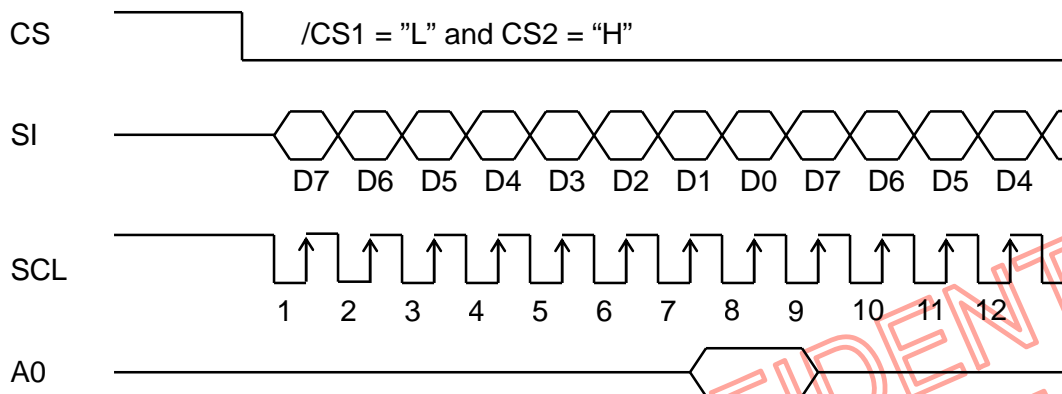 CS
/CS1 = ”L” and CS2 = “H”
SI
D7 D6 D5 D4 D3 D2 D1 D0 D7 D6 D5 D4
SCL
1 2 3 4 5 6 7 8 9 10 11 12
A0